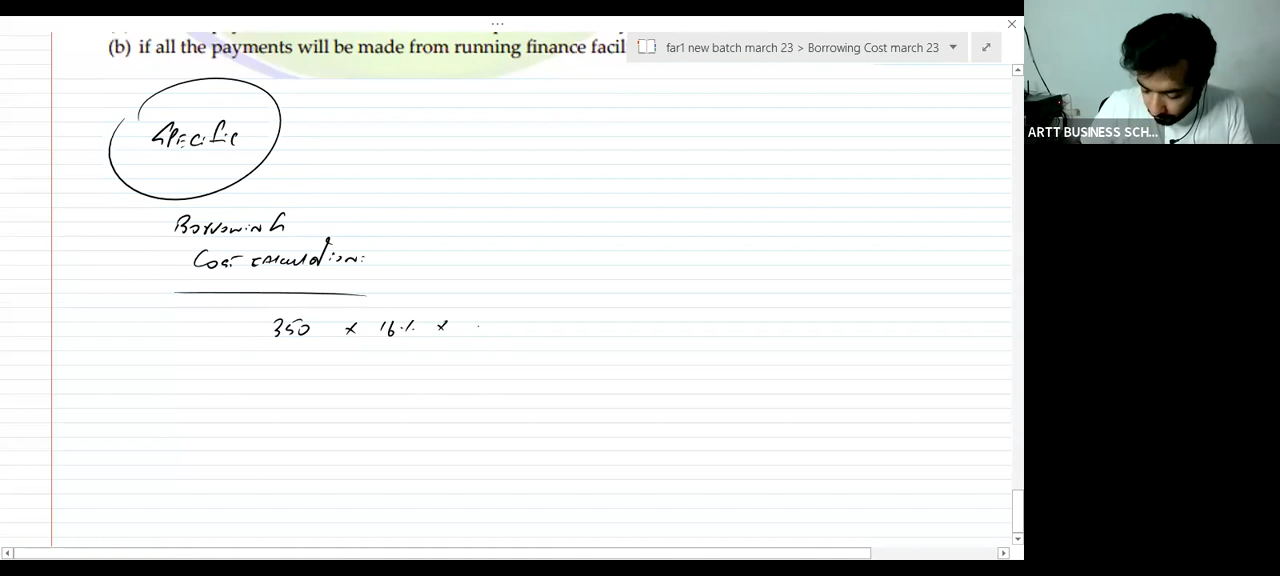 (b) if all the payments will be made from running finance facil
far1 new batch march 23 > Borrowing Cost march 23
Specific
ARTT BUSINESS SCH...
Borrowing
Cost calculation:
350 × 16% ×